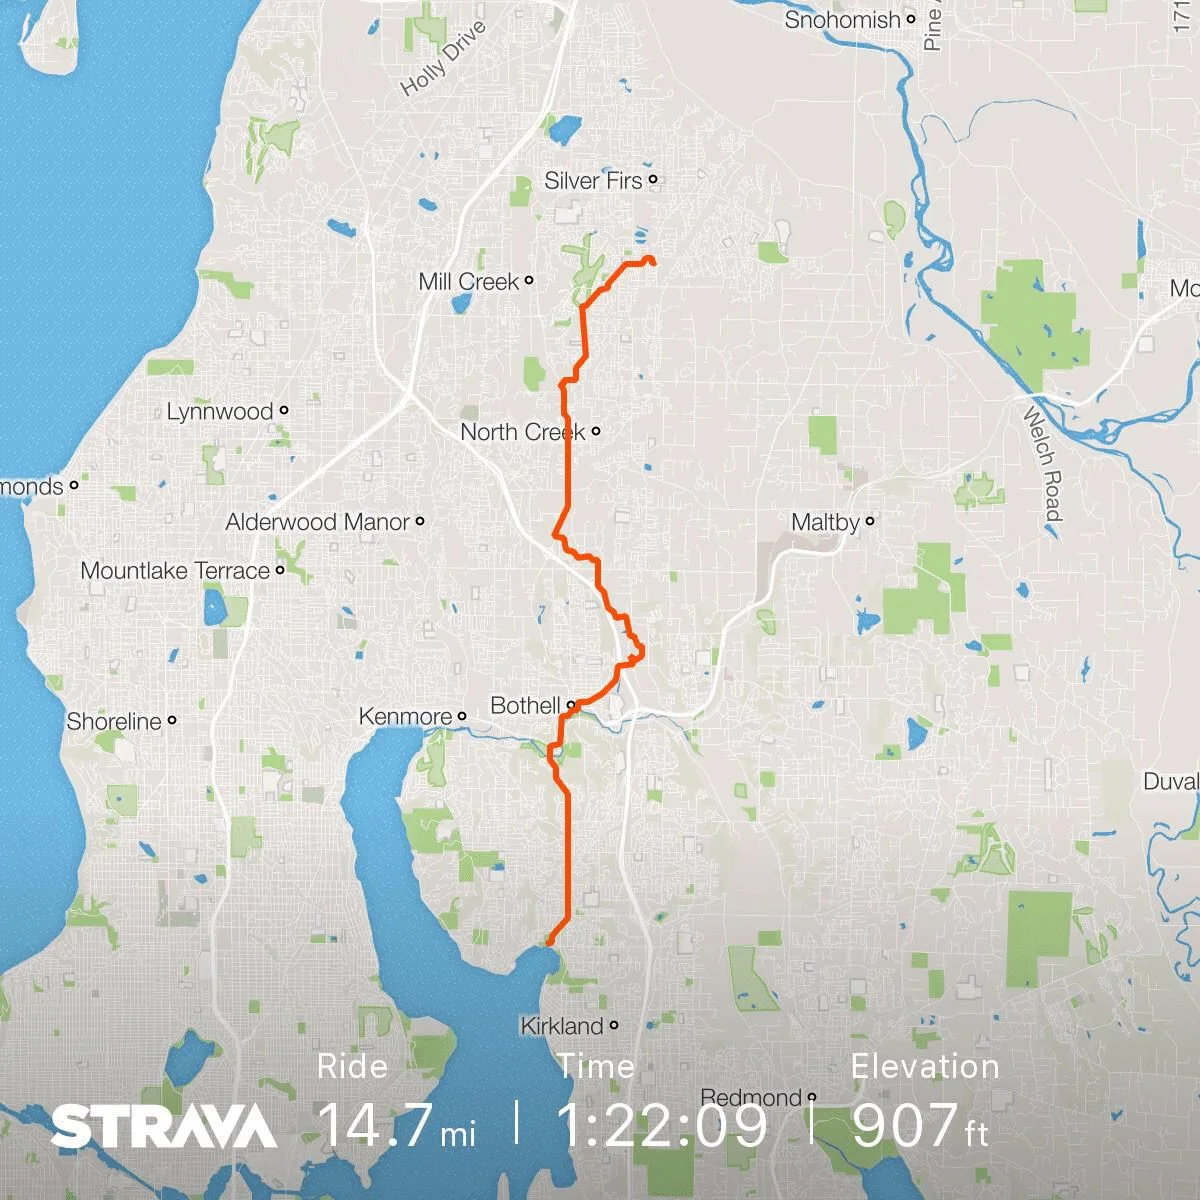 Snohomish
Pine
171
Holly Drive
Silver Firs
Mill Creek
Mo
Lynnwood
North Creek
Welch Road
monds
Alderwood Manor
Maltby
Mountlake Terrace
Bothell
Kenmore
Shoreline
Duval
Kirkland
Ride
Time
Elevation
Redmond
STRAVA
14.7 mi | 1:22:09 | 907 ft